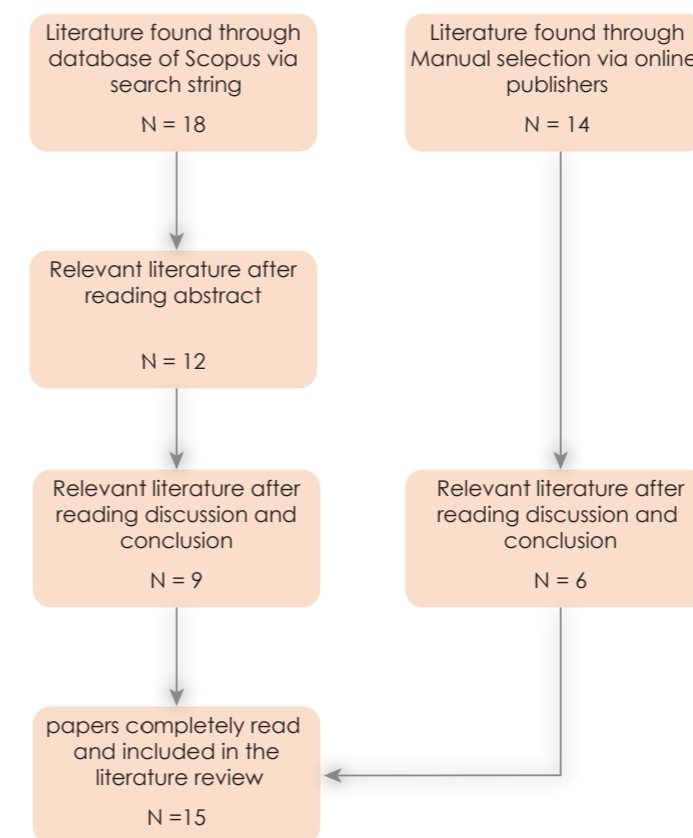 Literature found through
database of Scopus via
search string
N = 18
Literature found through
Manual selection via online
publishers
N = 14
Relevant literature after
reading abstract
N = 12
Relevant literature after
reading discussion and
conclusion
N = 9
Relevant literature after
reading discussion and
conclusion
N = 6
papers completely read
and included in the
literature review
N =15